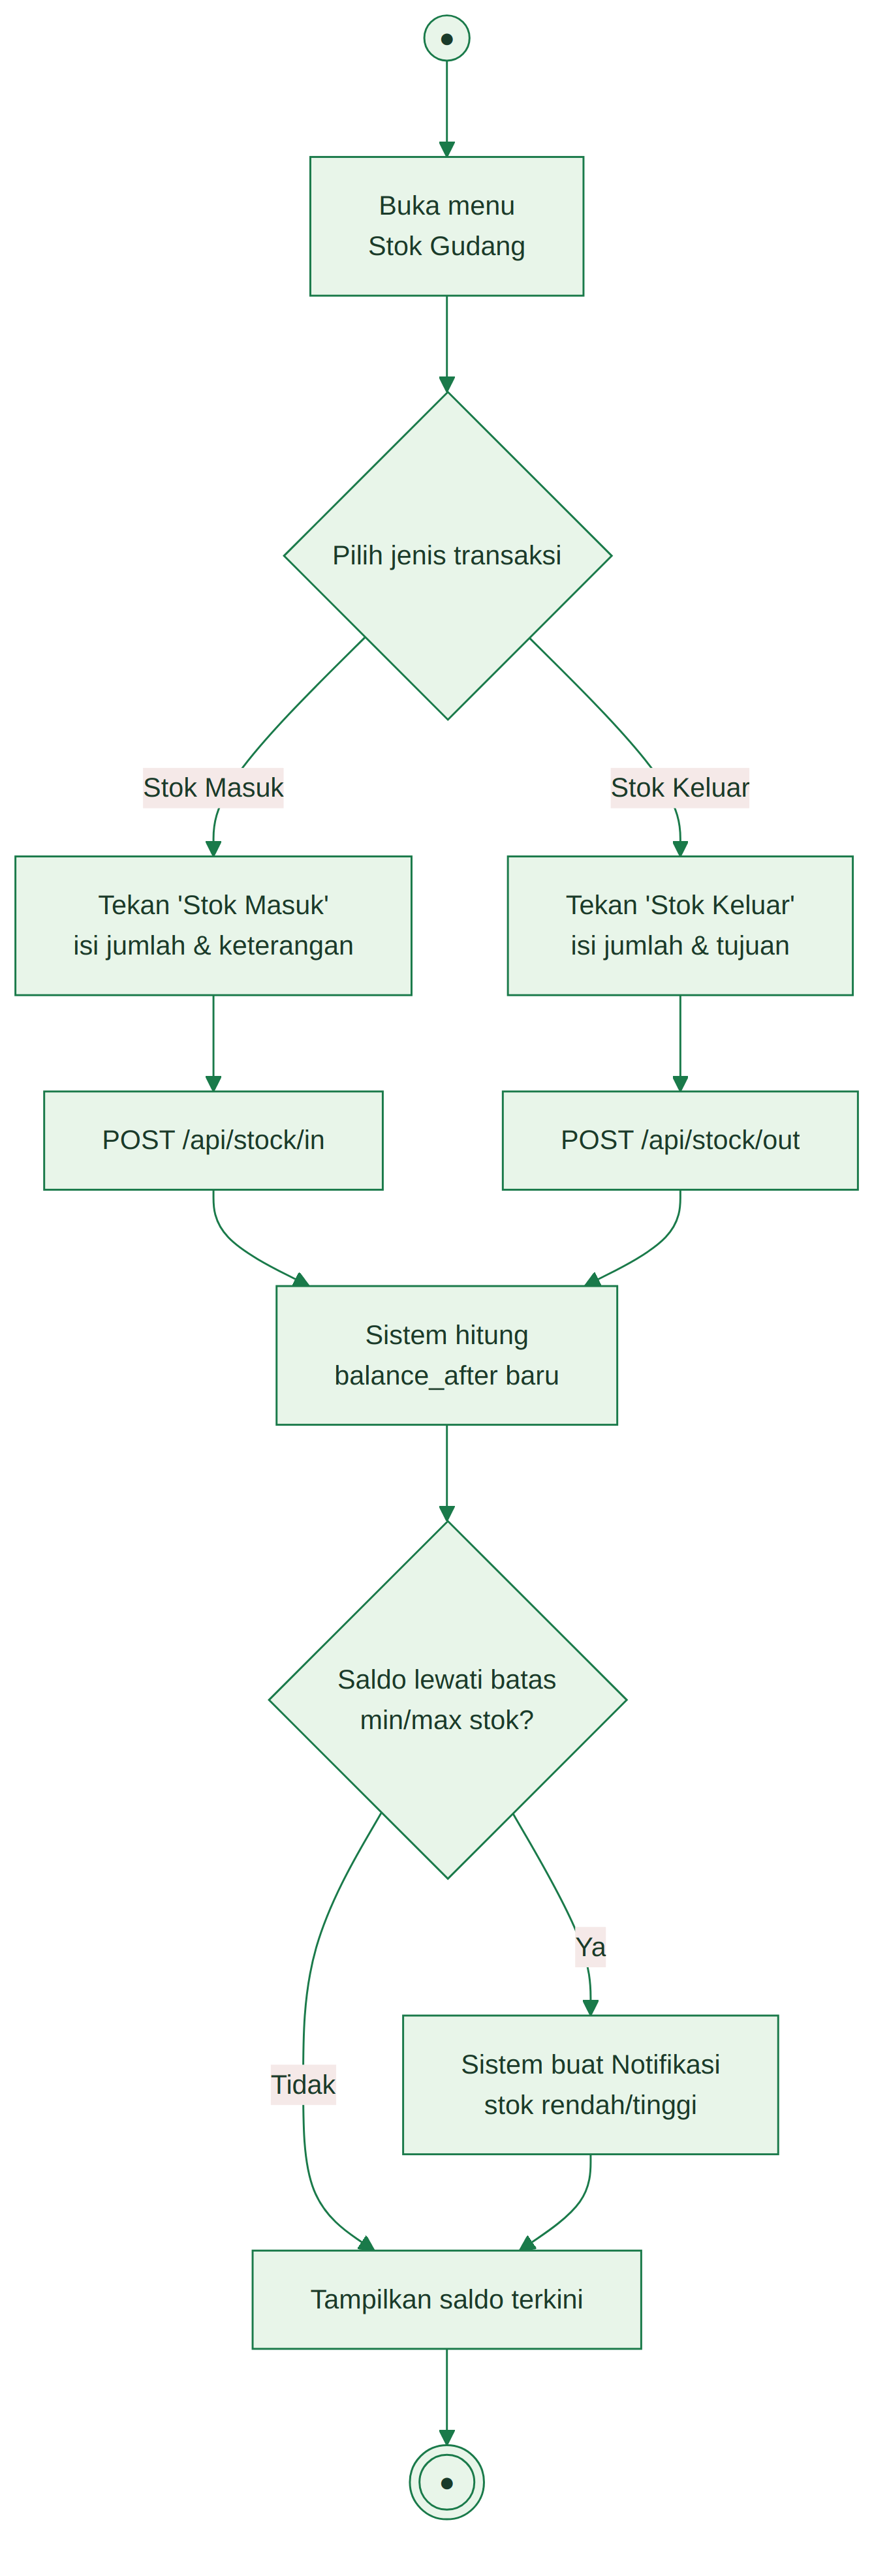 Buka menu
Stok Gudang
Pilih jenis transaksi
Stok Masuk
Stok Keluar
Tekan 'Stok Masuk'
isi jumlah & keterangan
Tekan 'Stok Keluar'
isi jumlah & tujuan
POST /api/stock/in
POST /api/stock/out
Sistem hitung
balance_after baru
Saldo lewati batas
min/max stok?
Ya
Sistem buat Notifikasi
stok rendah/tinggi
Tidak
Tampilkan saldo terkini